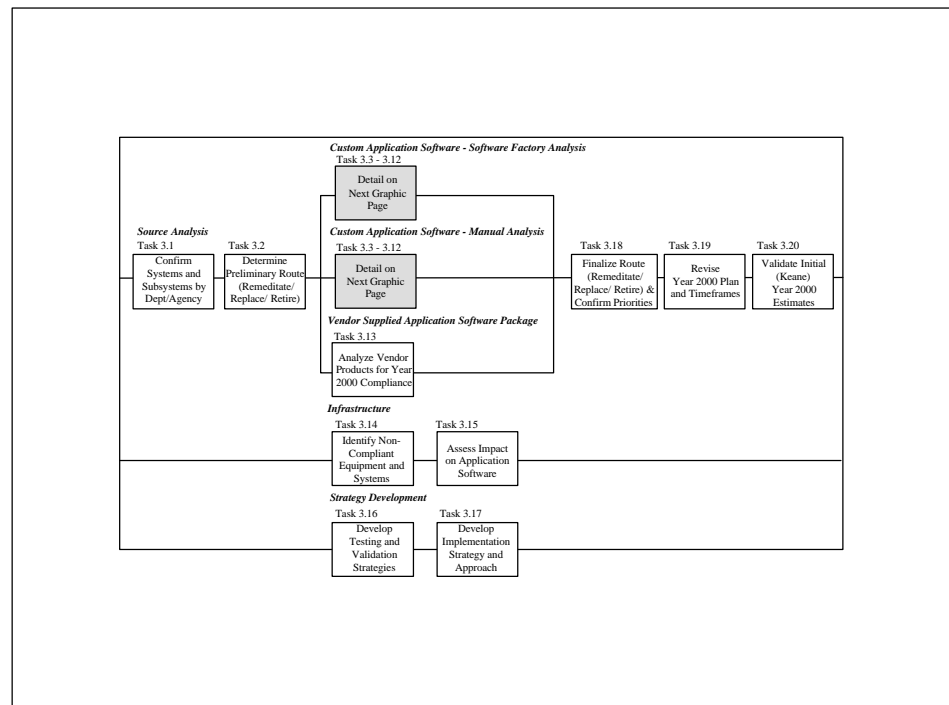 Custom Application Software - Software Factory Analysis
Task 3.3 - 3.12
Detail on
Next Graphic
Page
Source Analysis
Task 3.1
Confirm
Systems and
Subsystems by
Dept/Agency
Task 3.2
Determine
Preliminary Route
(Remeditate/
Replace/ Retire)
Custom Application Software - Manual Analysis
Task 3.3 - 3.12
Detail on
Next Graphic
Page
Vendor Supplied Application Software Package
Task 3.13
Analyze Vendor
Products for Year
2000 Compliance
Task 3.18
Finalize Route
(Remeditate/
Replace/ Retire) &
Confirm Priorities
Task 3.19
Revise
Year 2000 Plan
and Timeframes
Task 3.20
Validate Initial
(Keane)
Year 2000
Estimates
Infrastructure
Task 3.14
Identify Non-
Compliant
Equipment and
Systems
Task 3.15
Assess Impact
on Application
Software
Strategy Development
Task 3.16
Develop
Testing and
Validation
Strategies
Task 3.17
Develop
Implementation
Strategy and
Approach